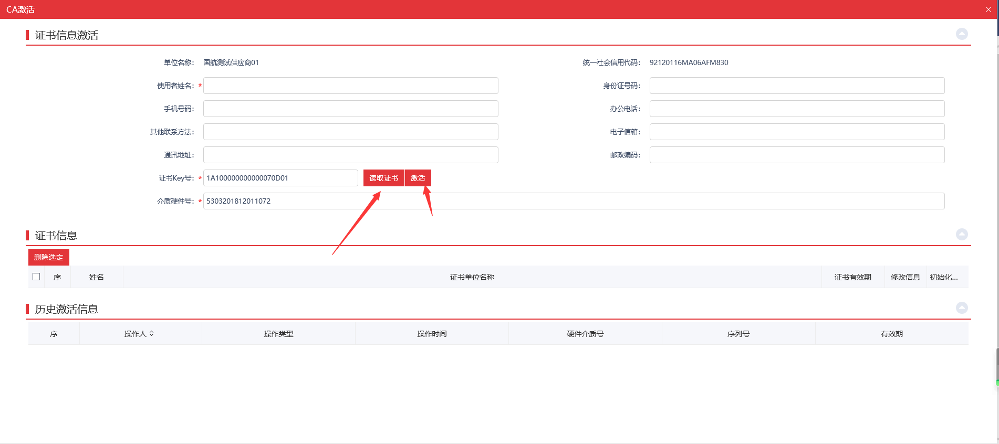 CA激活
证书信息激活
单位名称： 国航测试供应商01 统一社会信用代码： 92120116MA06AFM830
使用者姓名：* 身份证号码：
手机号码： 办公电话：
其他联系方法： 电子信箱：
通讯地址： 邮政编码：
证书Key号：* 1A100000000000070D01 读取证书 激活
介质硬件号：* 5303201812011072
证书信息
删除选定
序 姓名 证书单位名称 证书有效期 修改信息 初始化...
历史激活信息
序 操作人 操作类型 操作时间 硬件介质号 序列号 有效期